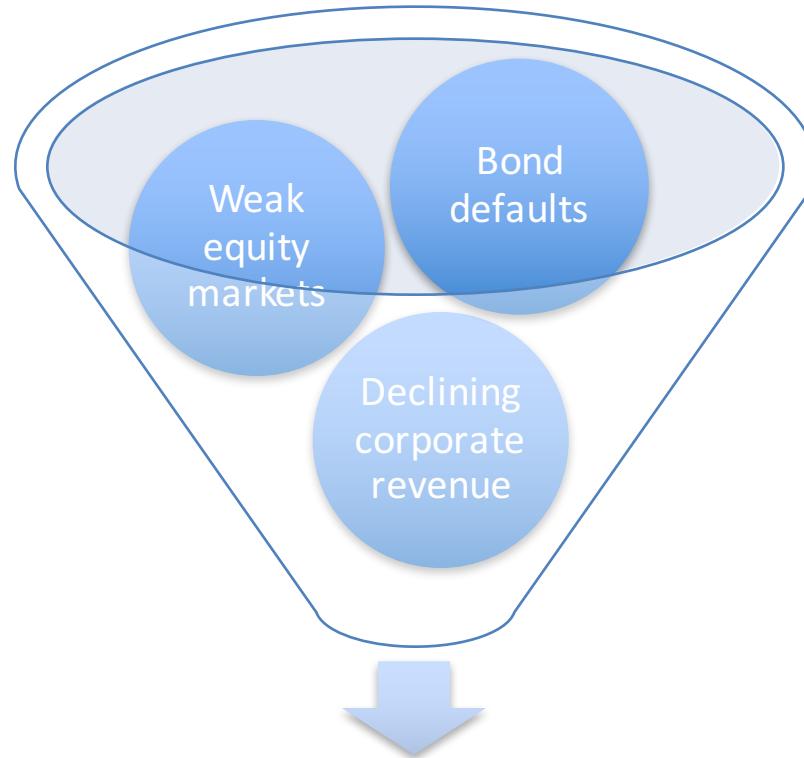 Bond
defaults
Weak
equity
markets
Declining
corporate
revenue